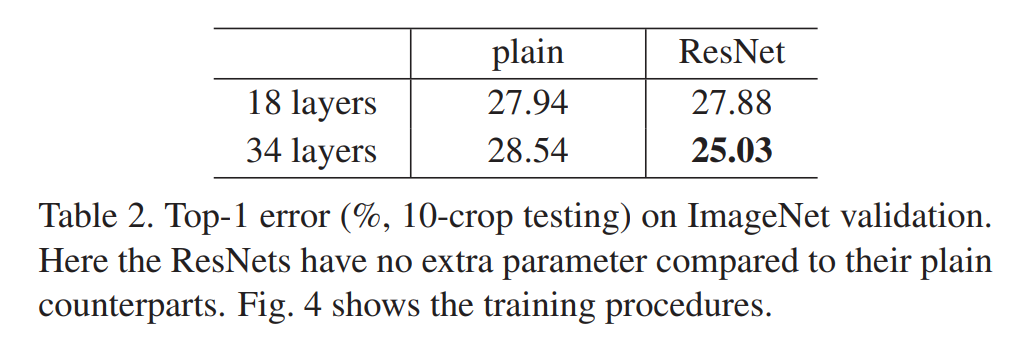 plain ResNet
18 layers 27.94 27.88
34 layers 28.54 25.03
Table 2. Top-1 error (%, 10-crop testing) on ImageNet validation.
Here the ResNets have no extra parameter compared to their plain
counterparts. Fig. 4 shows the training procedures.